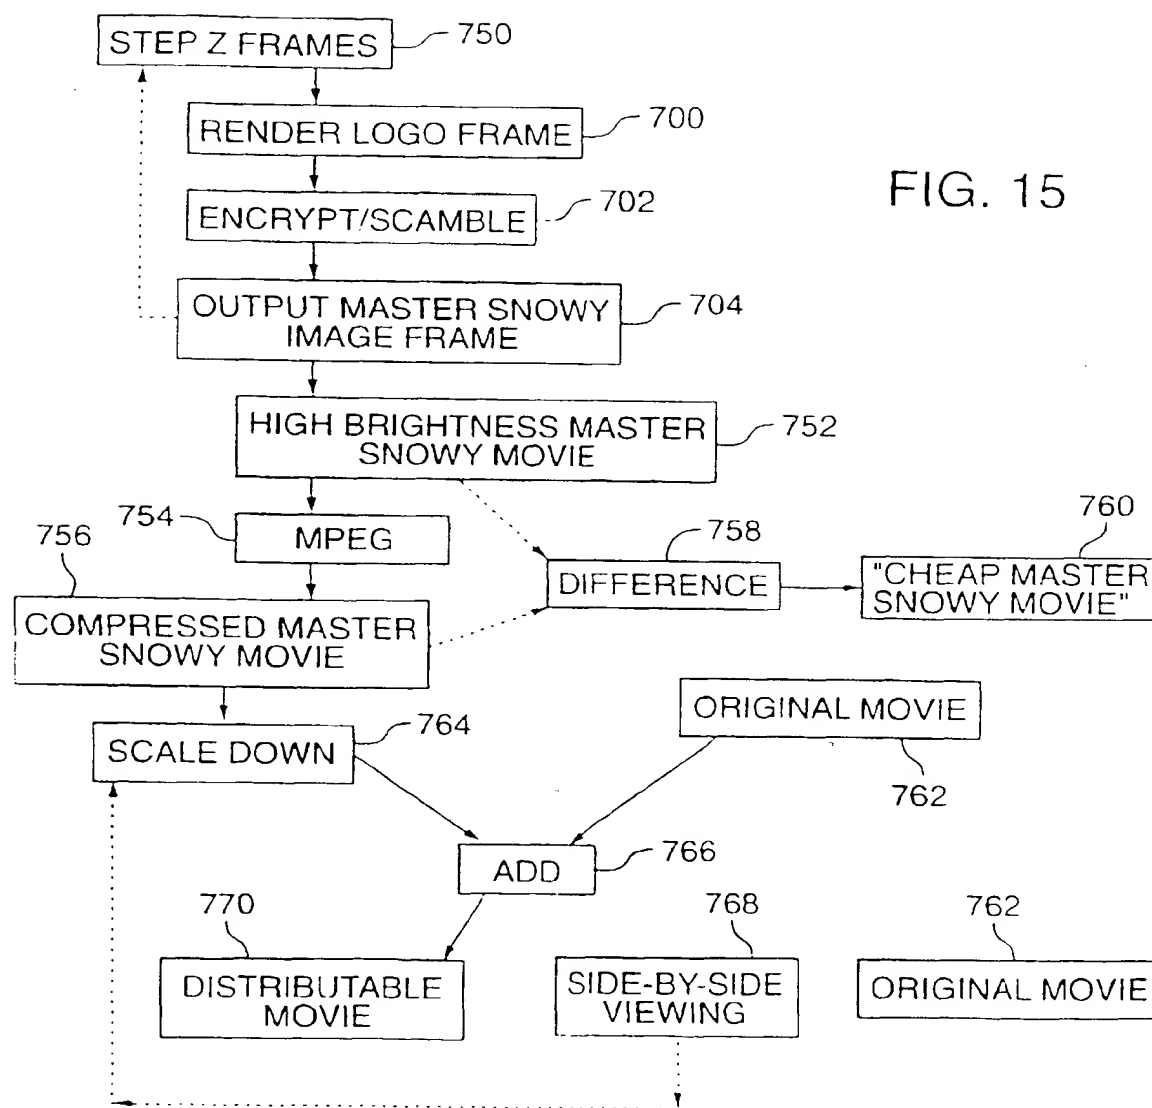 STEP Z FRAMES
750
RENDER LOGO FRAME
700
ENCRYPT/SCAMBLE
702
FIG. 15
OUTPUT MASTER SNOWY
IMAGE FRAME
704
HIGH BRIGHTNESS MASTER
SNOWY MOVIE
752
754
MPEG
756
758
760
DIFFERENCE
"CHEAP MASTER
SNOWY MOVIE"
COMPRESSED MASTER
SNOWY MOVIE
ORIGINAL MOVIE
764
SCALE DOWN
762
ADD
766
770
768
762
DISTRIBUTABLE
MOVIE
SIDE-BY-SIDE
VIEWING
ORIGINAL MOVIE